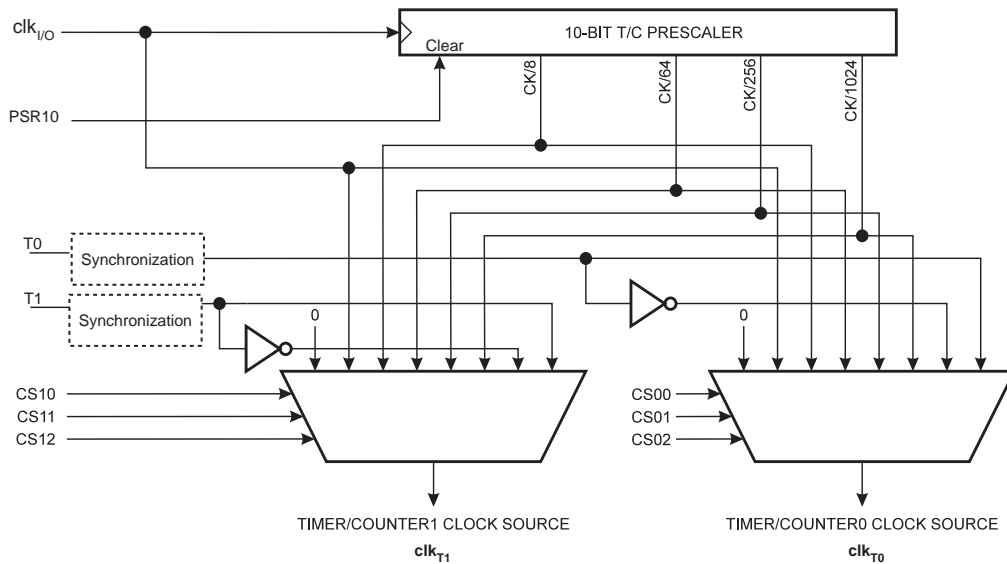 clkI/O
10-BIT T/C PRESCALER
Clear
CK/8
CK/64
CK/256
CK/1024
PSR10
T0
Synchronization
T1
Synchronization
0
0
CS10
CS11
CS12
CS00
CS01
CS02
TIMER/COUNTER1 CLOCK SOURCE
clkT1
TIMER/COUNTER0 CLOCK SOURCE
clkT0